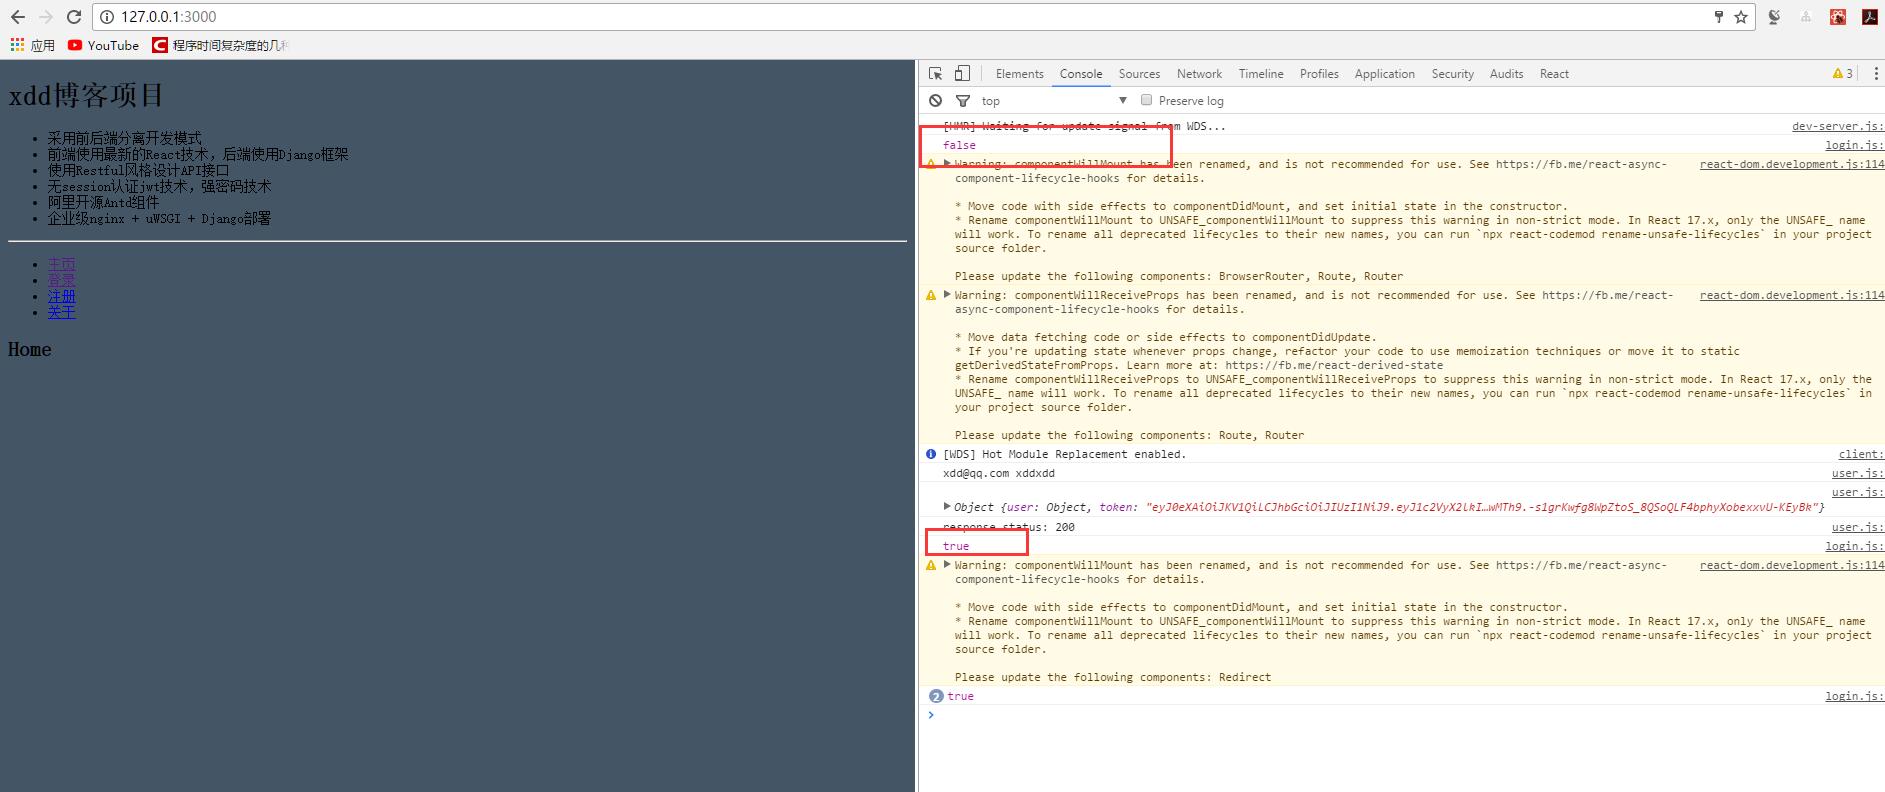 127.0.0.1:3000
应用 YouTube 程序时间复杂度的几
xdd博客项目
采用前后端分离开发模式
前端使用最新的React技术，后端使用Django框架
使用Restful风格设计API接口
无session认证jwt技术，强密码技术
阿里开源Antd组件
企业级nginx + uWSGI + Django部署
主页
登录
注册
关于
Home
Elements Console Sources Network Timeline Profiles Application Security Audits React 3
top Preserve log
[HMR] Waiting for update signal from WDS... dev-server.js:
false login.js:
Warning: componentWillMount has been renamed, and is not recommended for use. See https://fb.me/react-async- react-dom.development.js:114
component-lifecycle-hooks for details.
* Move code with side effects to componentDidMount, and set initial state in the constructor.
* Rename componentWillMount to UNSAFE_componentWillMount to suppress this warning in non-strict mode. In React 17.x, only the UNSAFE_ name
will work. To rename all deprecated lifecycles to their new names, you can run `npx react-codemod rename-unsafe-lifecycles` in your project
source folder.
Please update the following components: BrowserRouter, Route, Router
Warning: componentWillReceiveProps has been renamed, and is not recommended for use. See https://fb.me/react- react-dom.development.js:114
async-component-lifecycle-hooks for details.
* Move data fetching code or side effects to componentDidUpdate.
* If you're updating state whenever props change, refactor your code to use memoization techniques or move it to static
getDerivedStateFromProps. Learn more at: https://fb.me/react-derived-state
* Rename componentWillReceiveProps to UNSAFE_componentWillReceiveProps to suppress this warning in non-strict mode. In React 17.x, only the
UNSAFE_ name will work. To rename all deprecated lifecycles to their new names, you can run `npx react-codemod rename-unsafe-lifecycles` in
your project source folder.
Please update the following components: Route, Router
[WDS] Hot Module Replacement enabled. client:
xdd@qq.com xddxdd user.js:
user.js:
Object {user: Object, token: "eyJ0eXAiOiJKV1QiLCJhbGciOiJIUzI1NiJ9.eyJ1c2VyX2lkI…wMTh9.-s1grKwfg8WpZtoS_8QSoQLF4bphyXobexxvU-KEyBk"}
response status: 200 user.js:
true login.js:
Warning: componentWillMount has been renamed, and is not recommended for use. See https://fb.me/react-async- react-dom.development.js:114
component-lifecycle-hooks for details.
* Move code with side effects to componentDidMount, and set initial state in the constructor.
* Rename componentWillMount to UNSAFE_componentWillMount to suppress this warning in non-strict mode. In React 17.x, only the UNSAFE_ name
will work. To rename all deprecated lifecycles to their new names, you can run `npx react-codemod rename-unsafe-lifecycles` in your project
source folder.
Please update the following components: Redirect
2 true login.js: